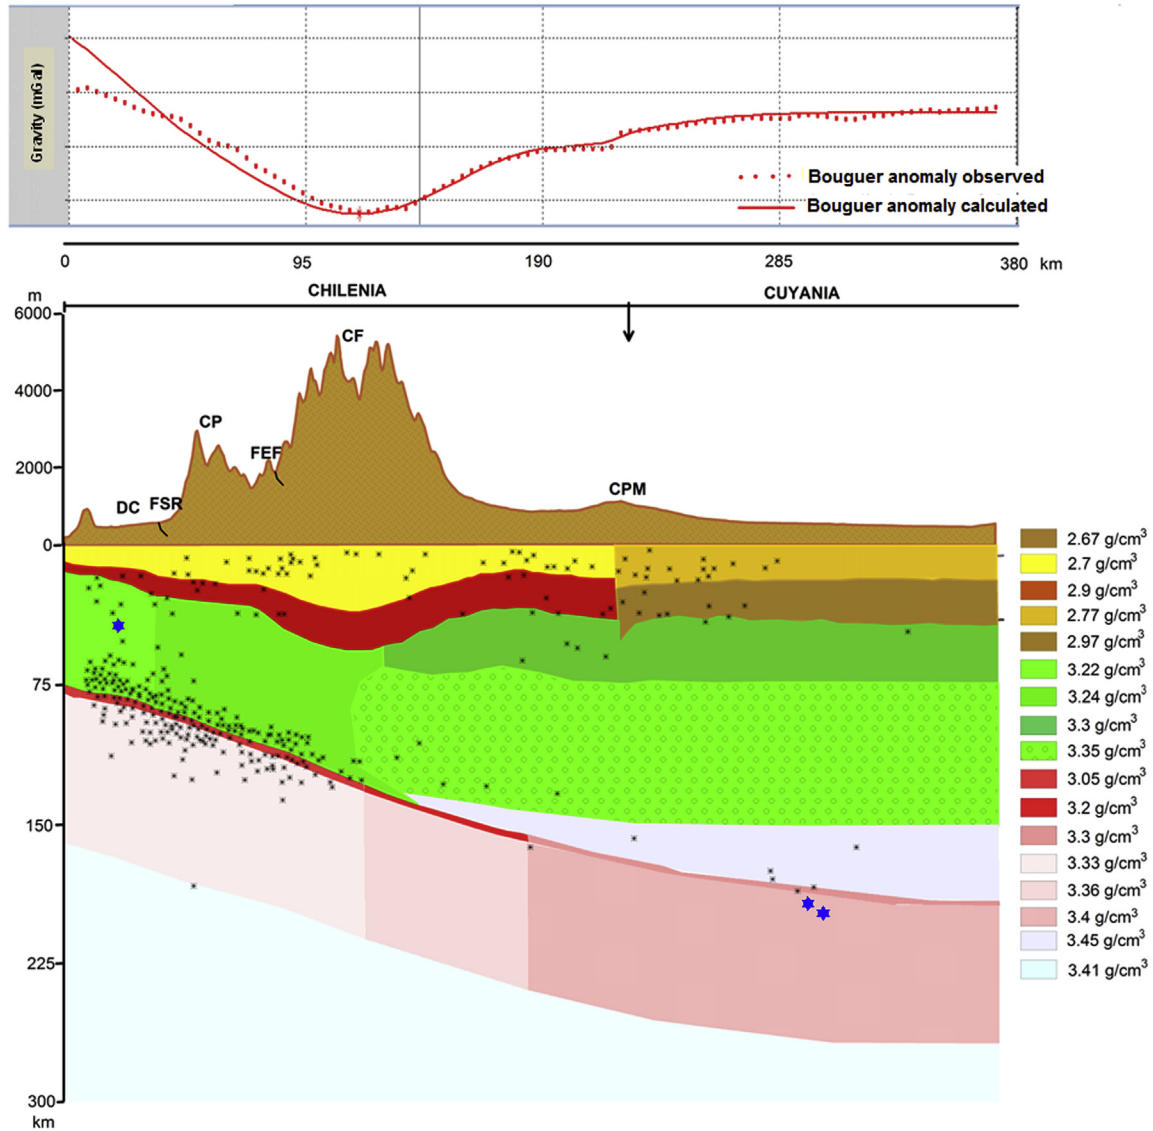 Gravity (mGal)
Bouguer anomaly observed
Bouguer anomaly calculated
0 95 190 285 380 km
CHILENIA CUYANIA
m
6000
CF
4000
CP
FEF
2000
DC FSR CPM
0
75
150
225
300
km
2.67 g/cm³
2.7 g/cm³
2.9 g/cm³
2.77 g/cm³
2.97 g/cm³
3.22 g/cm³
3.24 g/cm³
3.3 g/cm³
3.35 g/cm³
3.05 g/cm³
3.2 g/cm³
3.3 g/cm³
3.33 g/cm³
3.36 g/cm³
3.4 g/cm³
3.45 g/cm³
3.41 g/cm³